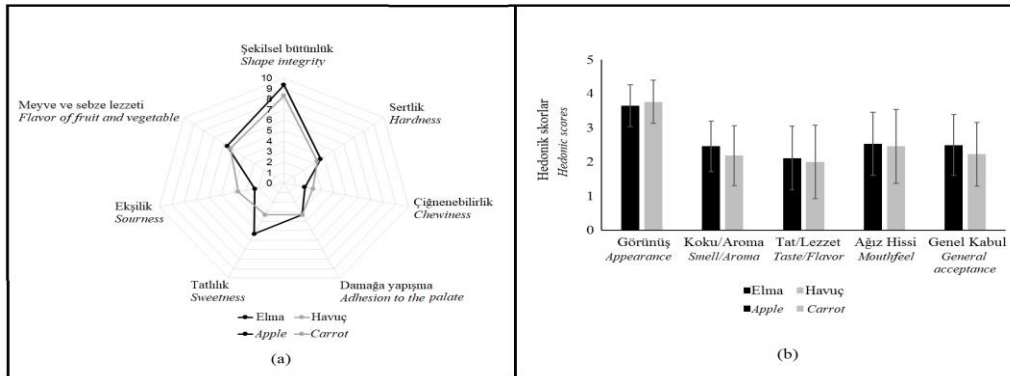 Şekilsel bütünlük
Shape integrity
10
9
8
7
6
5
4
3
2
1
0
Sertlik
Hardness
Çiğnenebilirlik
Chewiness
Damağa yapışma
Adhesion to the palate
Tatlılık
Sweetness
Ekşilik
Sourness
Meyve ve sebze lezzeti
Flavor of fruit and vegetable
Elma Havuç
Apple Carrot
(a)
Hedonik skorlar
Hedonic scores
5
4
3
2
1
0
Görünüş Koku/Aroma Tat/Lezzet Ağız Hissi Genel Kabul
Appearance Smell/Aroma Taste/Flavor Mouthfeel General
acceptance
Elma Havuç
Apple Carrot
(b)